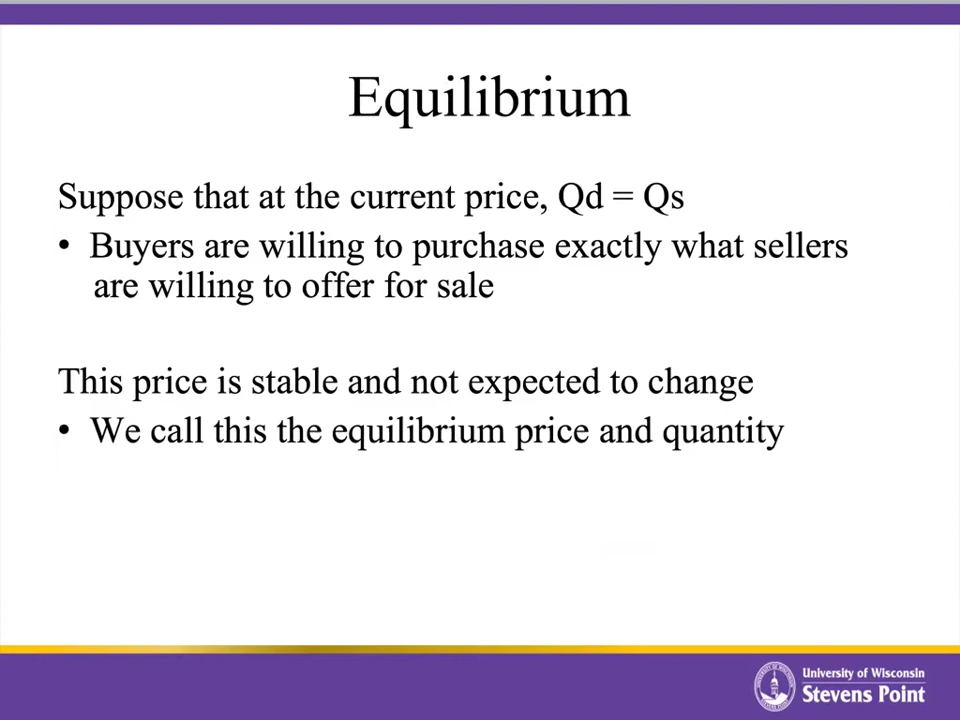 Equilibrium
Suppose that at the current price, Qd = Qs
• Buyers are willing to purchase exactly what sellers
are willing to offer for sale
This price is stable and not expected to change
• We call this the equilibrium price and quantity
University of Wisconsin
Stevens Point